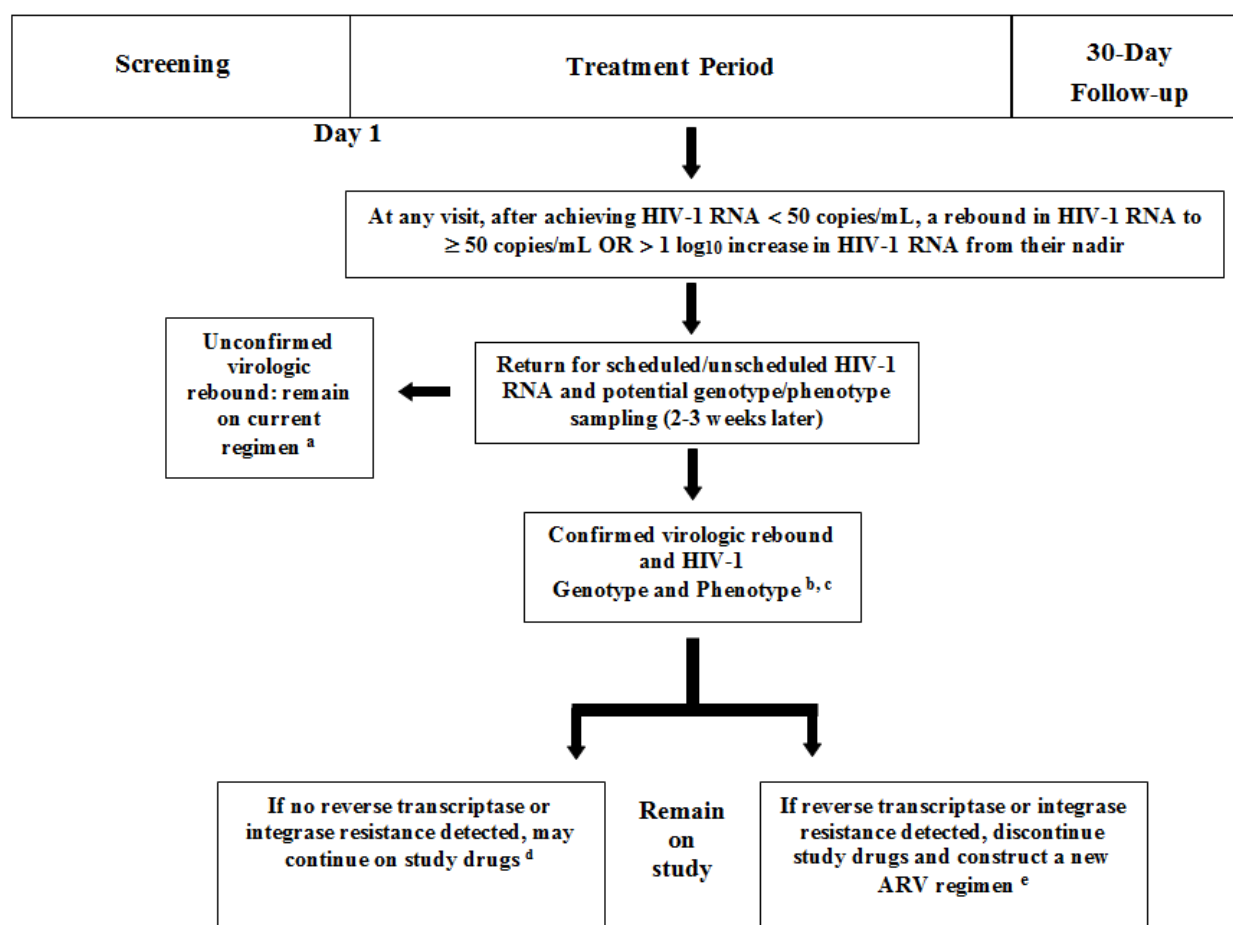 Screening
Treatment Period
30-Day
Follow-up
Day 1
At any visit, after achieving HIV-1 RNA < 50 copies/mL, a rebound in HIV-1 RNA to
≥ 50 copies/mL OR > 1 log10 increase in HIV-1 RNA from their nadir
Unconfirmed
virologic
rebound: remain
on current
regimen a
Return for scheduled/unscheduled HIV-1
RNA and potential genotype/phenotype
sampling (2-3 weeks later)
Confirmed virologic rebound
and HIV-1
Genotype and Phenotype b, c
If no reverse transcriptase or
integrase resistance detected, may
continue on study drugs d
Remain
on
study
If reverse transcriptase or integrase
resistance detected, discontinue
study drugs and construct a new
ARV regimen e